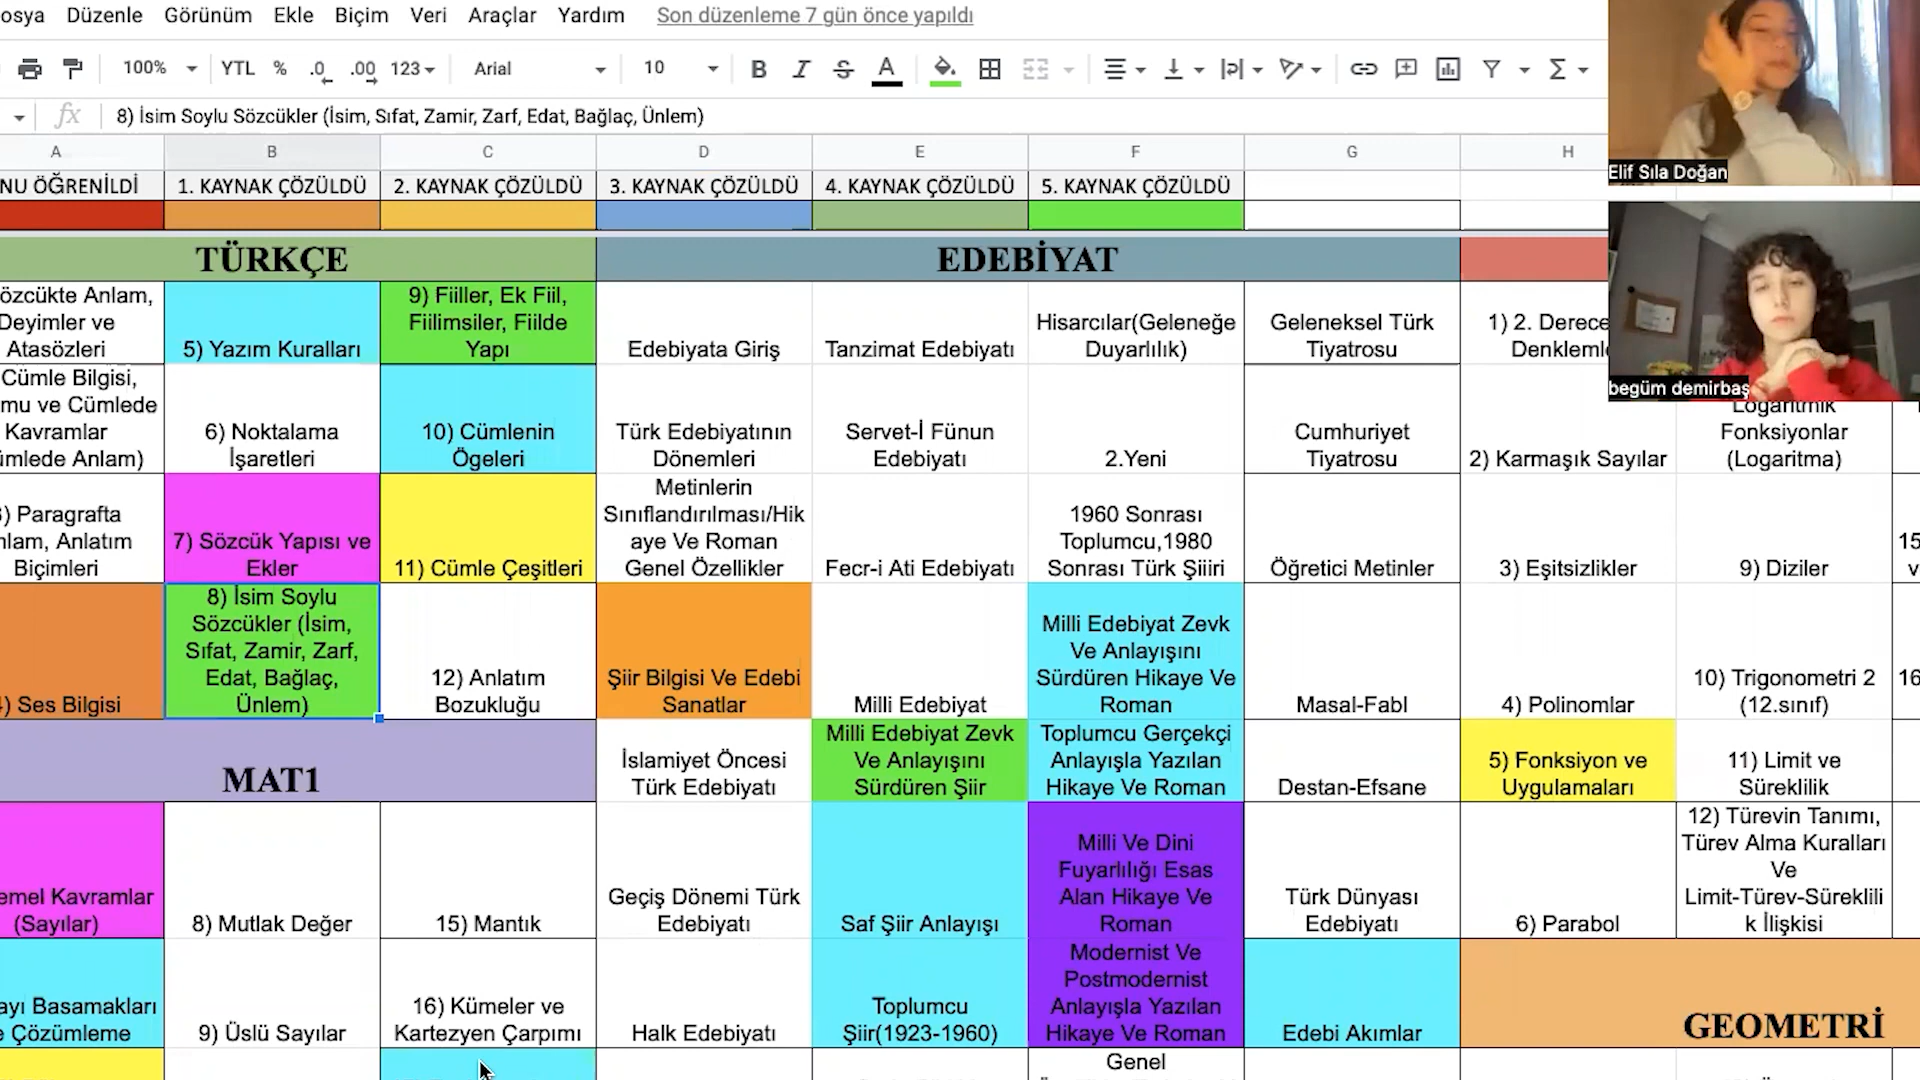 osya Düzenle Görünüm Ekle Biçim Veri Araçlar Yardım Son düzenleme 7 gün önce yapıldı
100% YTL % .0 .00 123 Arial 10 B I S A
fx 8) İsim Soylu Sözcükler (İsim, Sıfat, Zamir, Zarf, Edat, Bağlaç, Ünlem)
A B C D E F G H
NU ÖĞRENİLDİ 1. KAYNAK ÇÖZÜLDÜ 2. KAYNAK ÇÖZÜLDÜ 3. KAYNAK ÇÖZÜLDÜ 4. KAYNAK ÇÖZÜLDÜ 5. KAYNAK ÇÖZÜLDÜ
Elif Sıla Doğan
begüm demirbaş
TÜRKÇE
EDEBİYAT
özcükte Anlam,
Deyimler ve
Atasözleri
5) Yazım Kuralları
9) Fiiller, Ek Fiil,
Fiilimsiler, Fiilde
Yapı
Edebiyata Giriş
Tanzimat Edebiyatı
Hisarcılar(Geleneğe
Duyarlılık)
Geleneksel Türk
Tiyatrosu
1) 2. Derece
Denkleml
Cümle Bilgisi,
mu ve Cümlede
Kavramlar
ümlede Anlam)
6) Noktalama
İşaretleri
10) Cümlenin
Ögeleri
Türk Edebiyatının
Dönemleri
Servet-İ Fünun
Edebiyatı
2.Yeni
Cumhuriyet
Tiyatrosu
2) Karmaşık Sayılar
Logaritmik
Fonksiyonlar
(Logaritma)
) Paragrafta
nlam, Anlatım
Biçimleri
7) Sözcük Yapısı ve
Ekler
11) Cümle Çeşitleri
Metinlerin
Sınıflandırılması/Hik
aye Ve Roman
Genel Özellikler
Fecr-i Ati Edebiyatı
1960 Sonrası
Toplumcu,1980
Sonrası Türk Şiiiri
Öğretici Metinler
3) Eşitsizlikler
9) Diziler
15
v
) Ses Bilgisi
8) İsim Soylu
Sözcükler (İsim,
Sıfat, Zamir, Zarf,
Edat, Bağlaç,
Ünlem)
12) Anlatım
Bozukluğu
Şiir Bilgisi Ve Edebi
Sanatlar
Milli Edebiyat
Milli Edebiyat Zevk
Ve Anlayışını
Sürdüren Hikaye Ve
Roman
Masal-Fabl
4) Polinomlar
10) Trigonometri 2
(12.sınıf)
16
MAT1
İslamiyet Öncesi
Türk Edebiyatı
Milli Edebiyat Zevk
Ve Anlayışını
Sürdüren Şiir
Toplumcu Gerçekçi
Anlayışla Yazılan
Hikaye Ve Roman
Destan-Efsane
5) Fonksiyon ve
Uygulamaları
11) Limit ve
Süreklilik
emel Kavramlar
(Sayılar)
8) Mutlak Değer
15) Mantık
Geçiş Dönemi Türk
Edebiyatı
Saf Şiir Anlayışı
Milli Ve Dini
Fuyarlılığı Esas
Alan Hikaye Ve
Roman
Türk Dünyası
Edebiyatı
6) Parabol
12) Türevin Tanımı,
Türev Alma Kuralları
Ve
Limit-Türev-Süreklili
k İlişkisi
ayı Basamakları
e Çözümleme
9) Üslü Sayılar
16) Kümeler ve
Kartezyen Çarpımı
Halk Edebiyatı
Toplumcu
Şiir(1923-1960)
Modernist Ve
Postmodernist
Anlayışla Yazılan
Hikaye Ve Roman
Edebi Akımlar
GEOMETRİ
Genel